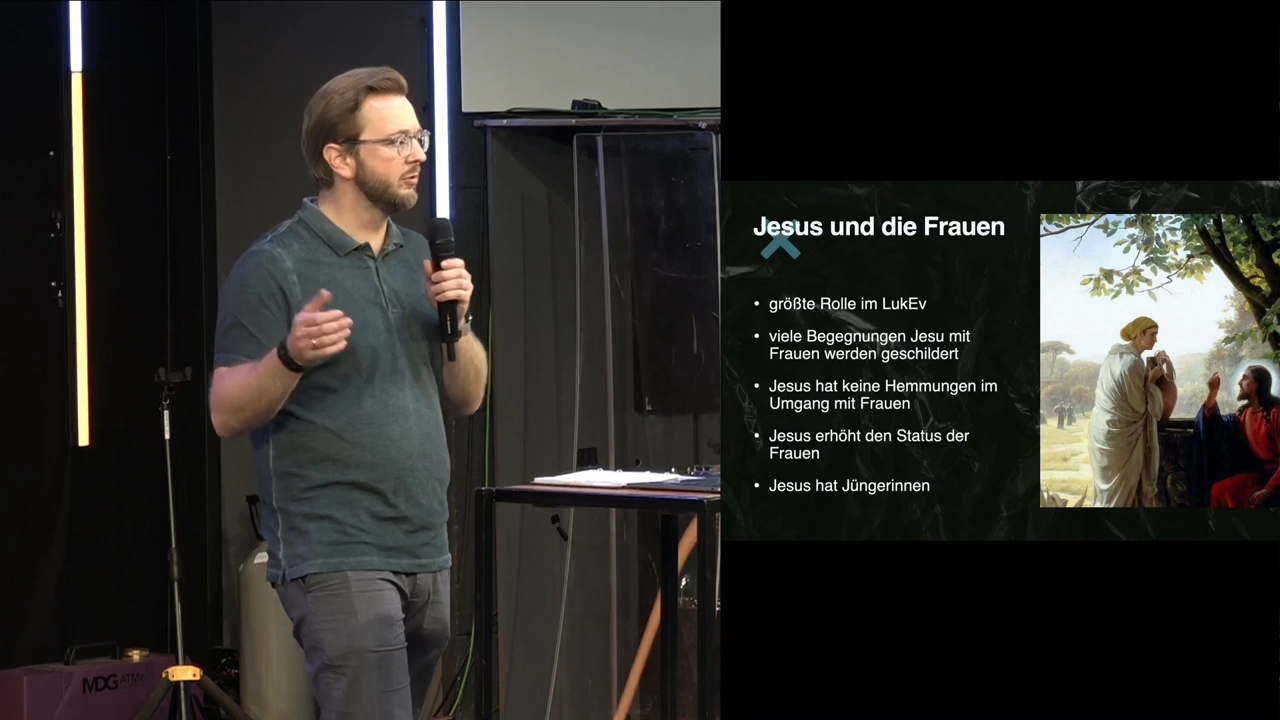 Jesus und die Frauen
• größte Rolle im LukEv
• viele Begegnungen Jesu mit
Frauen werden geschildert
• Jesus hat keine Hemmungen im
Umgang mit Frauen
• Jesus erhöht den Status der
Frauen
• Jesus hat Jüngerinnen
MDG ATMe